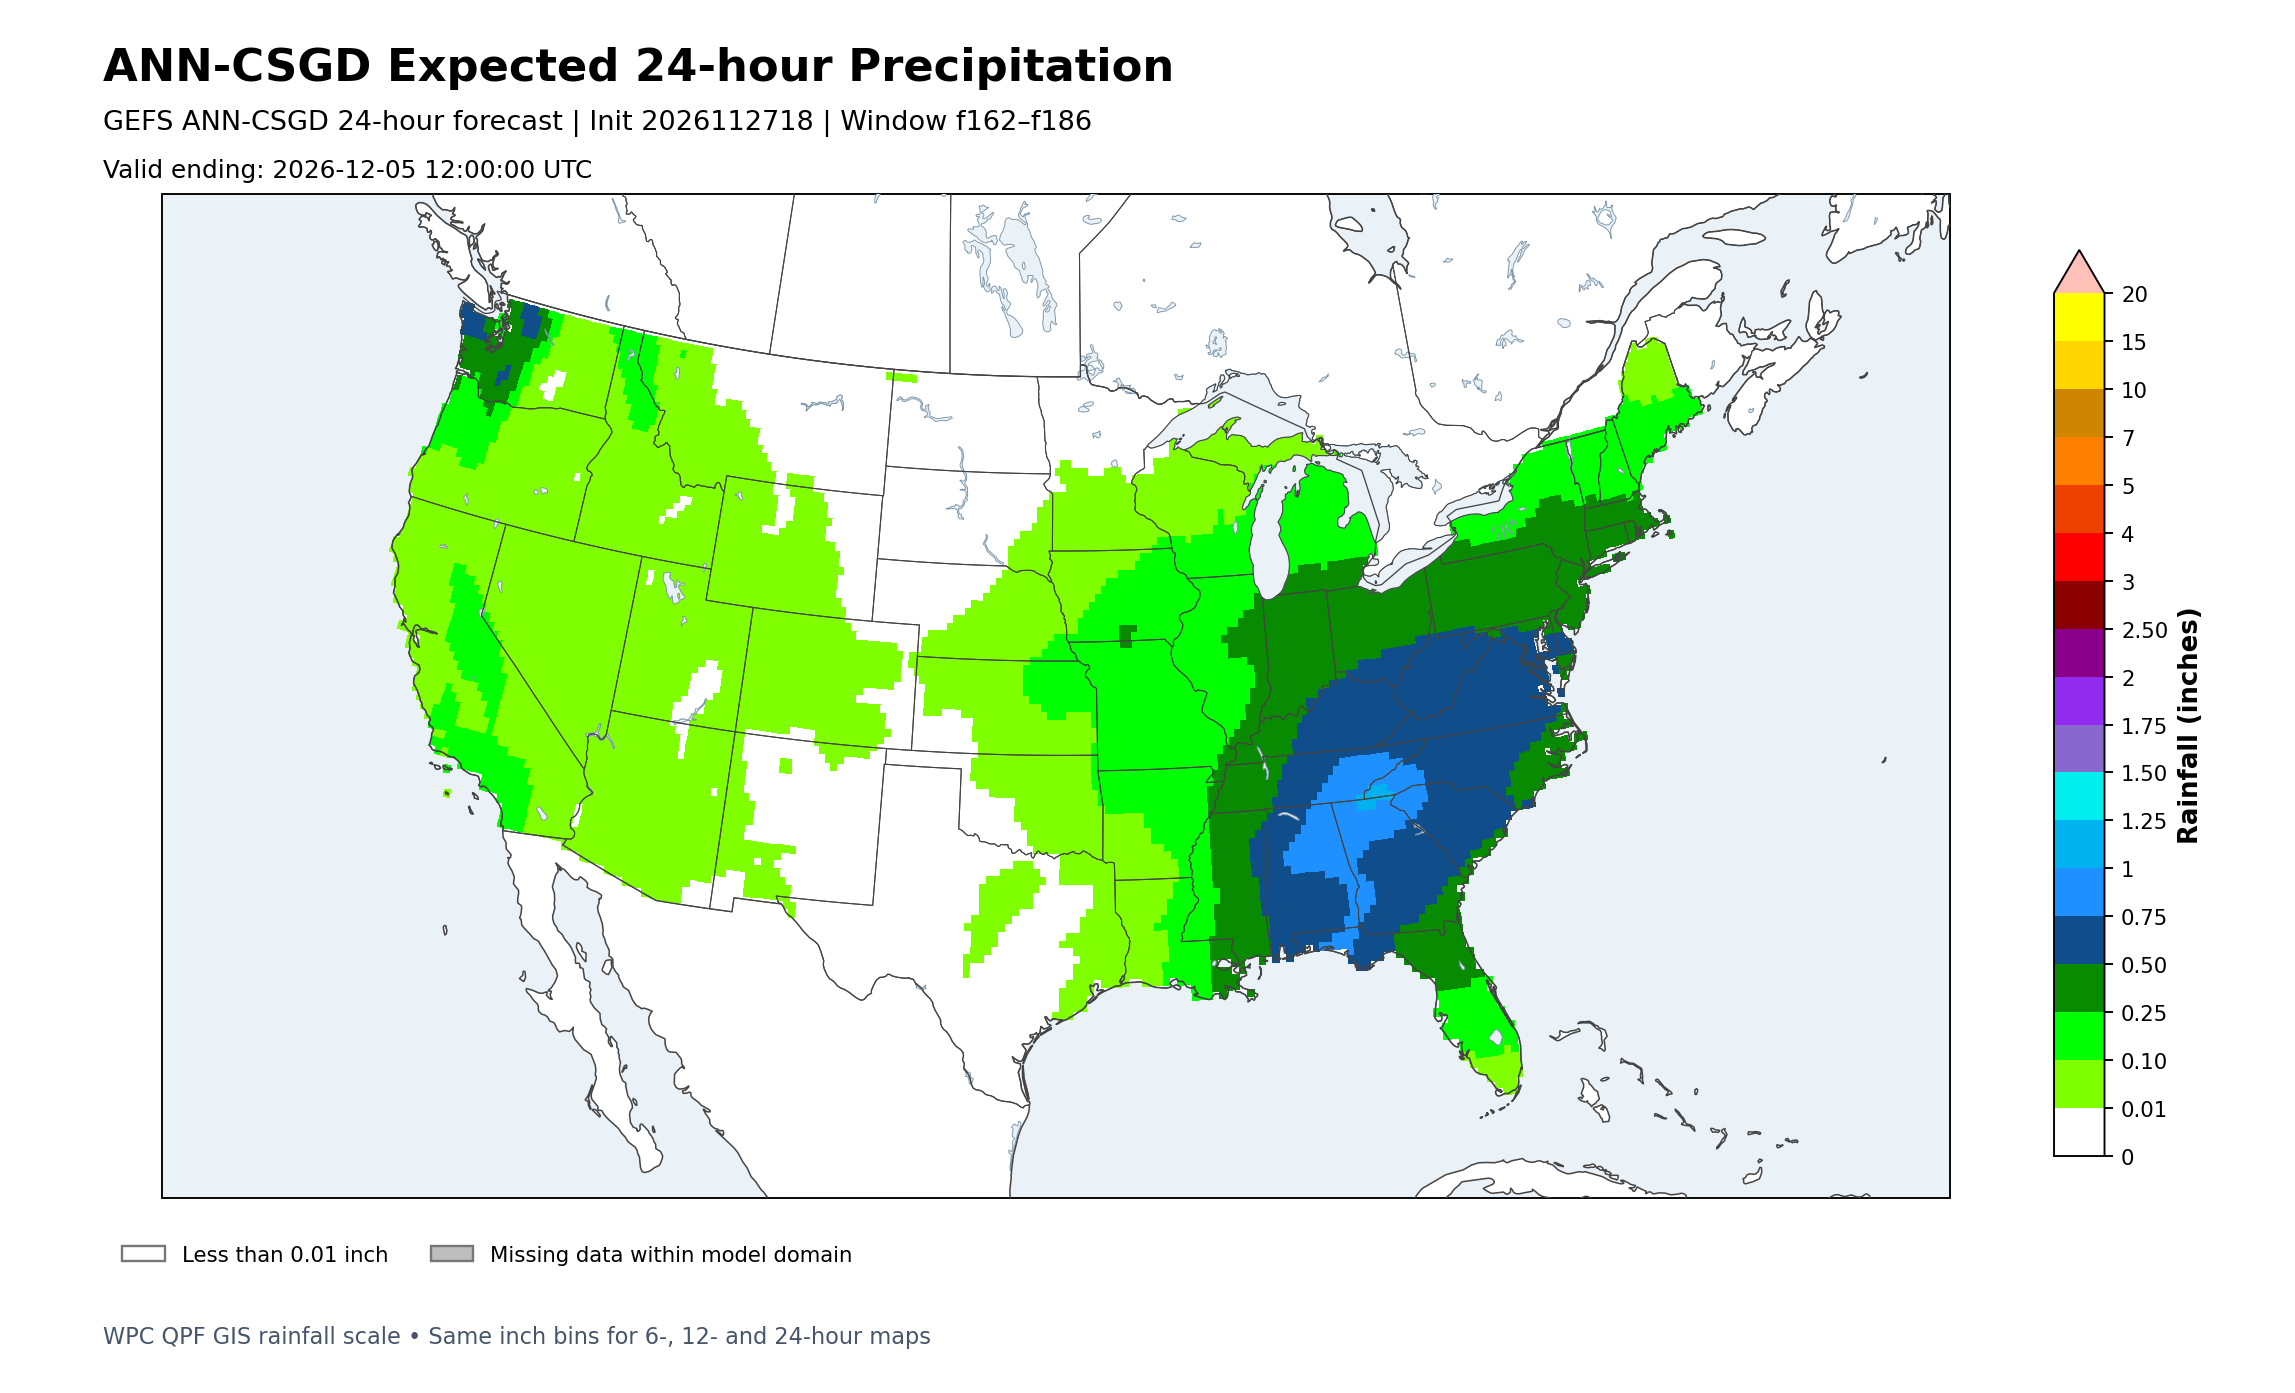 ANN-CSGD Expected 24-hour Precipitation
GEFS ANN-CSGD 24-hour forecast | Init 2026112718 | Window f162–f186
Valid ending: 2026-12-05 12:00:00 UTC
20
15
10
7
5
4
3
2.50
2
1.75
1.50
1.25
1
0.75
0.50
0.25
0.10
0.01
0
Rainfall (inches)
Less than 0.01 inch
Missing data within model domain
WPC QPF GIS rainfall scale • Same inch bins for 6-, 12- and 24-hour maps